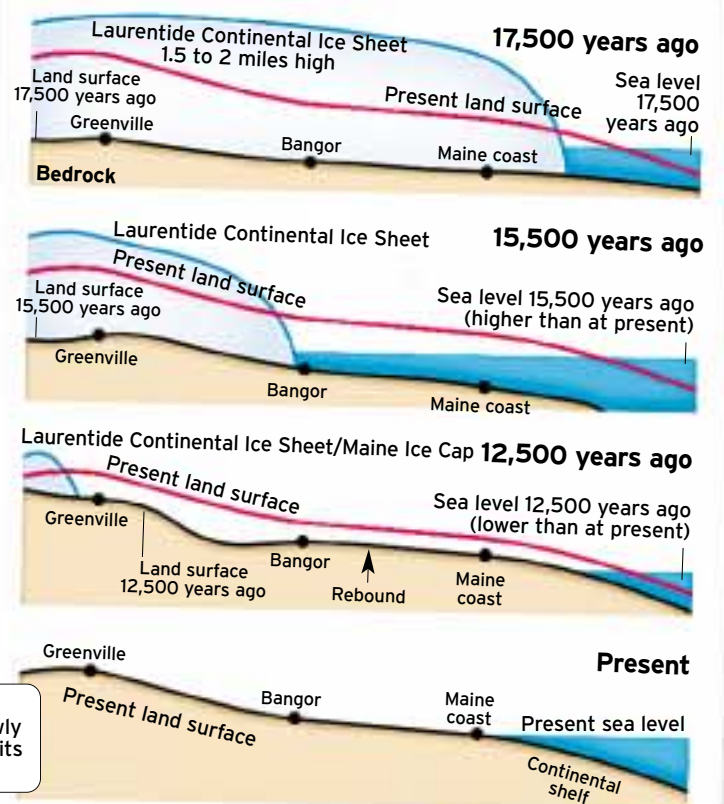 17,500 years ago
Laurentide Continental Ice Sheet
1.5 to 2 miles high
Land surface
17,500 years ago
Present land surface
Sea level
17,500
years ago
Greenville
Bangor
Maine coast
Bedrock
15,500 years ago
Laurentide Continental Ice Sheet
Present land surface
Land surface
15,500 years ago
Sea level 15,500 years ago
(higher than at present)
Greenville
Bangor
Maine coast
Laurentide Continental Ice Sheet/Maine Ice Cap
12,500 years ago
Present land surface
Sea level 12,500 years ago
(lower than at present)
Greenville
Land surface
12,500 years ago
Bangor
Rebound
Maine
coast
Present
Greenville
Bangor
Maine
coast
Present sea level
Present land surface
Continental
shelf
its